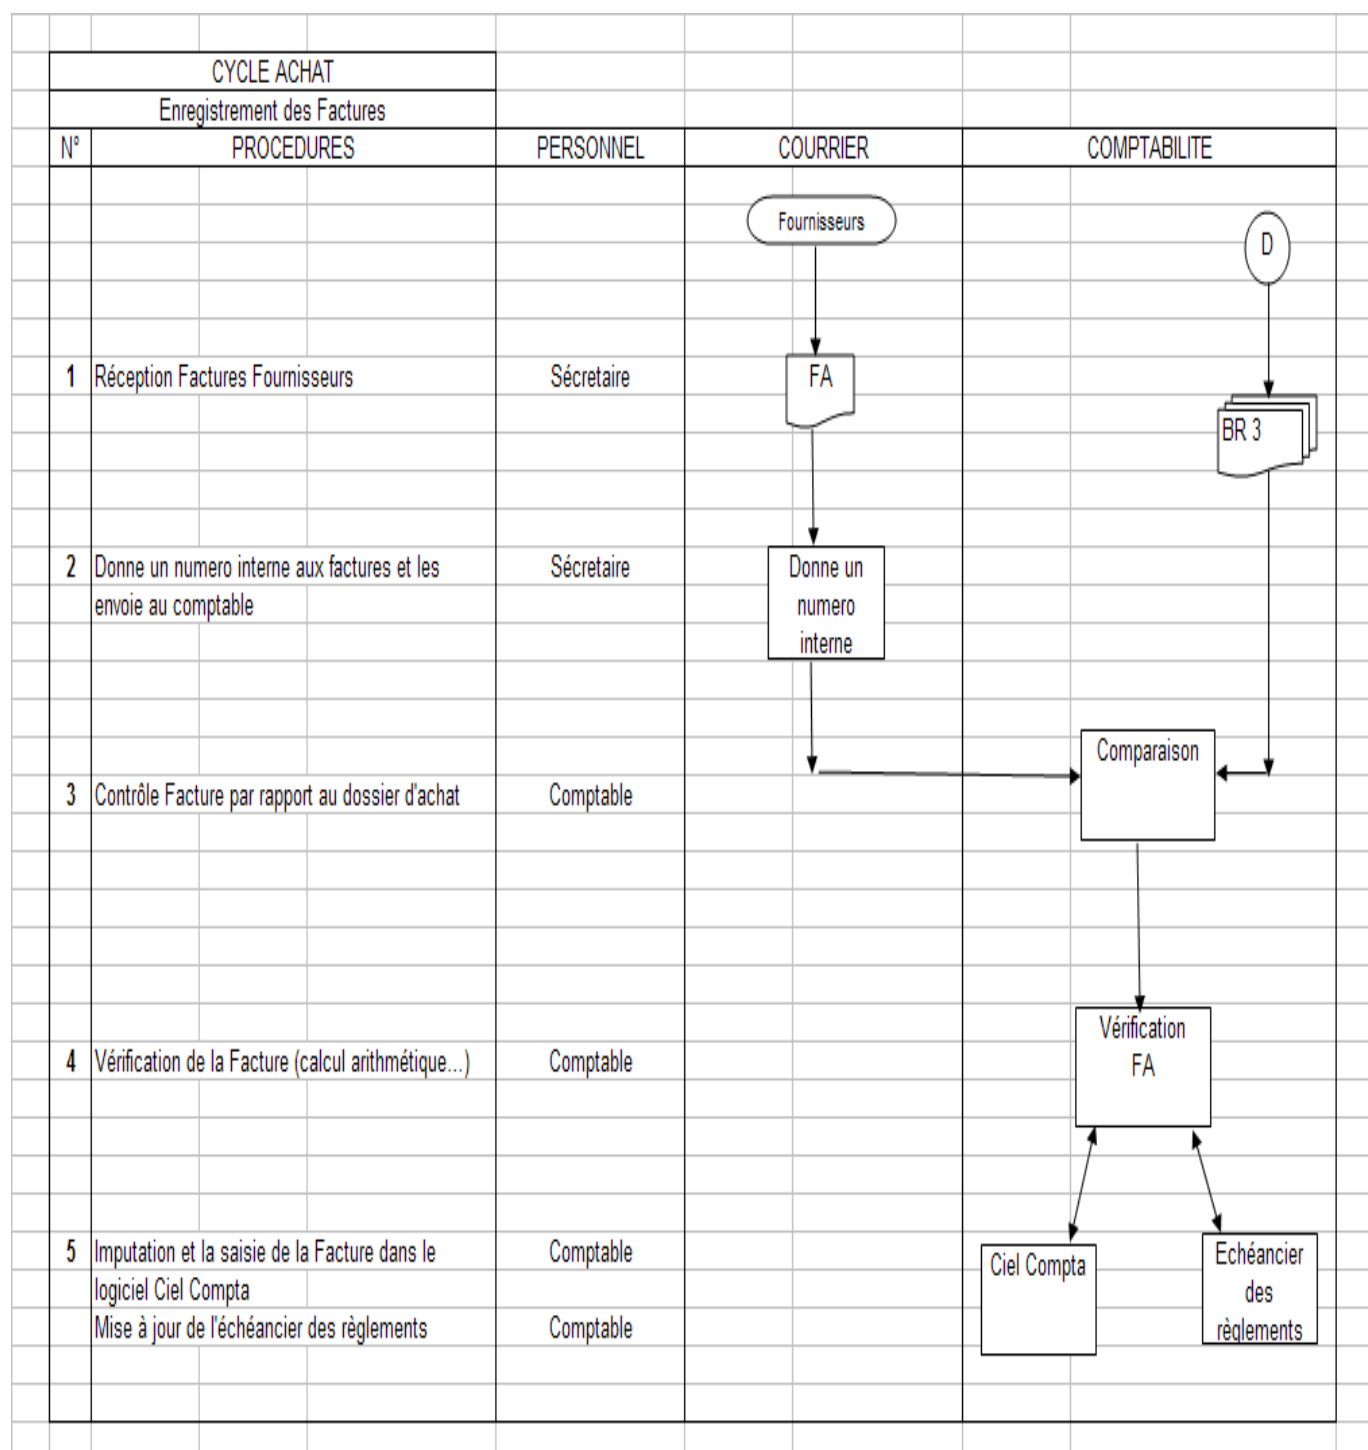 CYCLE ACHAT
Enregistrement des Factures
N° PROCEDURES PERSONNEL COURRIER COMPTABILITE
Fournisseurs
D
1 Réception Factures Fournisseurs Sécretaire FA
BR 3
2 Donne un numero interne aux factures et les Sécretaire Donne un
envoie au comptable numero
interne
Comparaison
3 Contrôle Facture par rapport au dossier d'achat Comptable
Vérification
4 Vérification de la Facture (calcul arithmétique...) Comptable FA
5 Imputation et la saisie de la Facture dans le Comptable Ciel Compta Echéancier
logiciel Ciel Compta des
Mise à jour de l'échéancier des règlements Comptable règlements